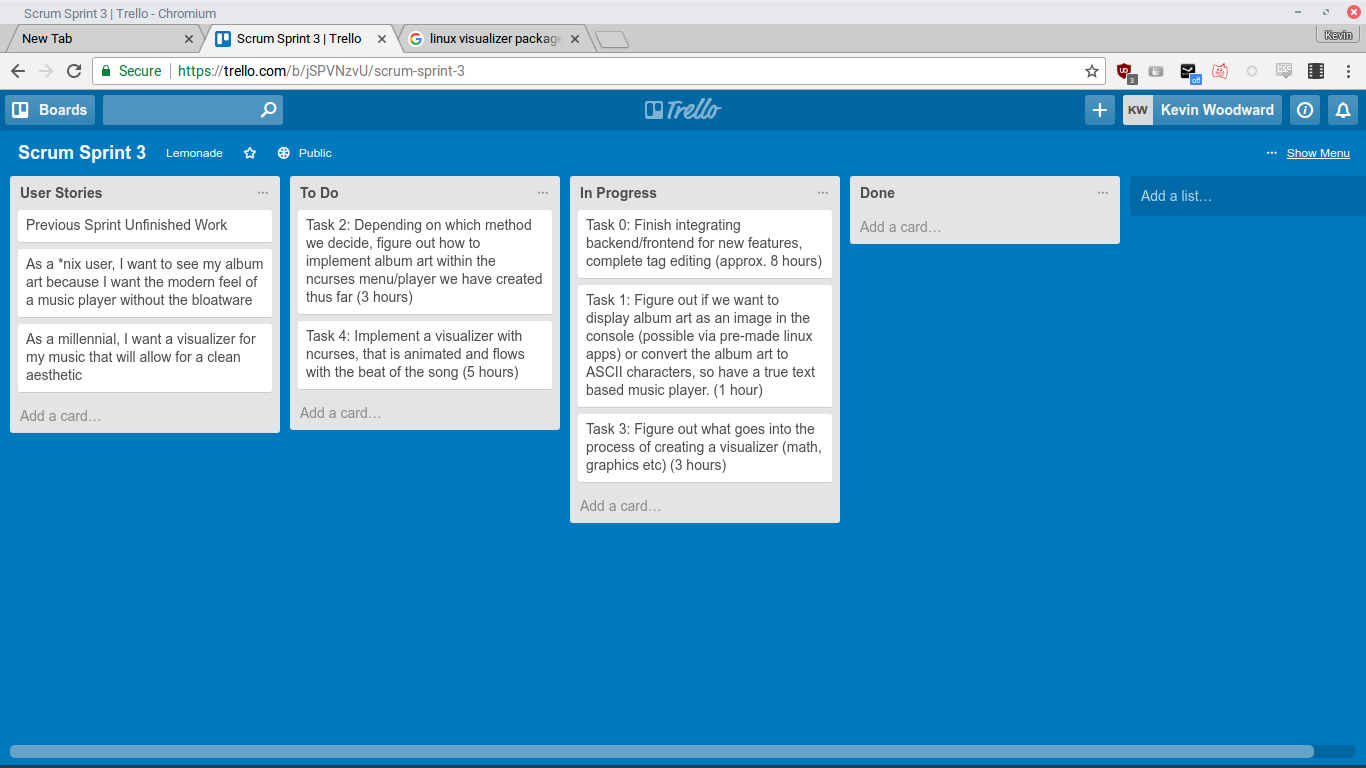 Scrum Sprint 3 | Trello - Chromium
New Tab
Scrum Sprint 3 | Trello
linux visualizer package
Kevin
Secure
https://trello.com/b/jSPVNzvU/scrum-sprint-3
3
off
CSS
Boards
Trello
KW
Kevin Woodward
Scrum Sprint 3
Lemonade
Public
Show Menu
User Stories
Previous Sprint Unfinished Work
As a *nix user, I want to see my album
art because I want the modern feel of
a music player without the bloatware
As a millennial, I want a visualizer for
my music that will allow for a clean
aesthetic
Add a card…
To Do
Task 2: Depending on which method
we decide, figure out how to
implement album art within the
ncurses menu/player we have created
thus far (3 hours)
Task 4: Implement a visualizer with
ncurses, that is animated and flows
with the beat of the song (5 hours)
Add a card…
In Progress
Task 0: Finish integrating
backend/frontend for new features,
complete tag editing (approx. 8 hours)
Task 1: Figure out if we want to
display album art as an image in the
console (possible via pre-made linux
apps) or convert the album art to
ASCII characters, so have a true text
based music player. (1 hour)
Task 3: Figure out what goes into the
process of creating a visualizer (math,
graphics etc) (3 hours)
Add a card…
Done
Add a card…
Add a list…